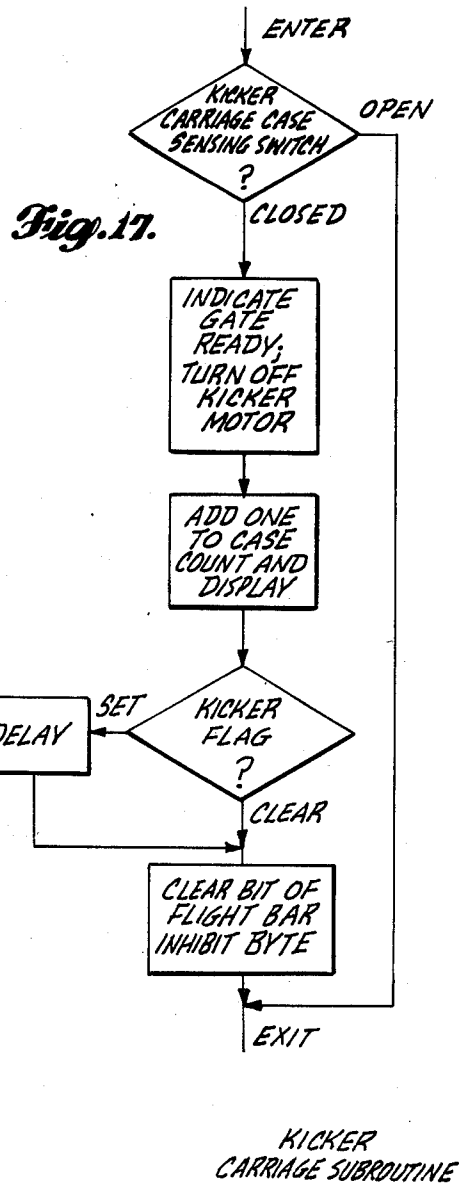 ENTER
KICKER
CARRIAGE CASE
SENSING SWITCH
?
OPEN
CLOSED
Fig. 17.
INDICATE
GATE
READY;
TURN OFF
KICKER
MOTOR
ADD ONE
TO CASE
COUNT AND
DISPLAY
KICKER
FLAG
?
SET
DELAY
CLEAR
CLEAR BIT OF
FLIGHT BAR
INHIBIT BYTE
EXIT
KICKER
CARRIAGE SUBROUTINE